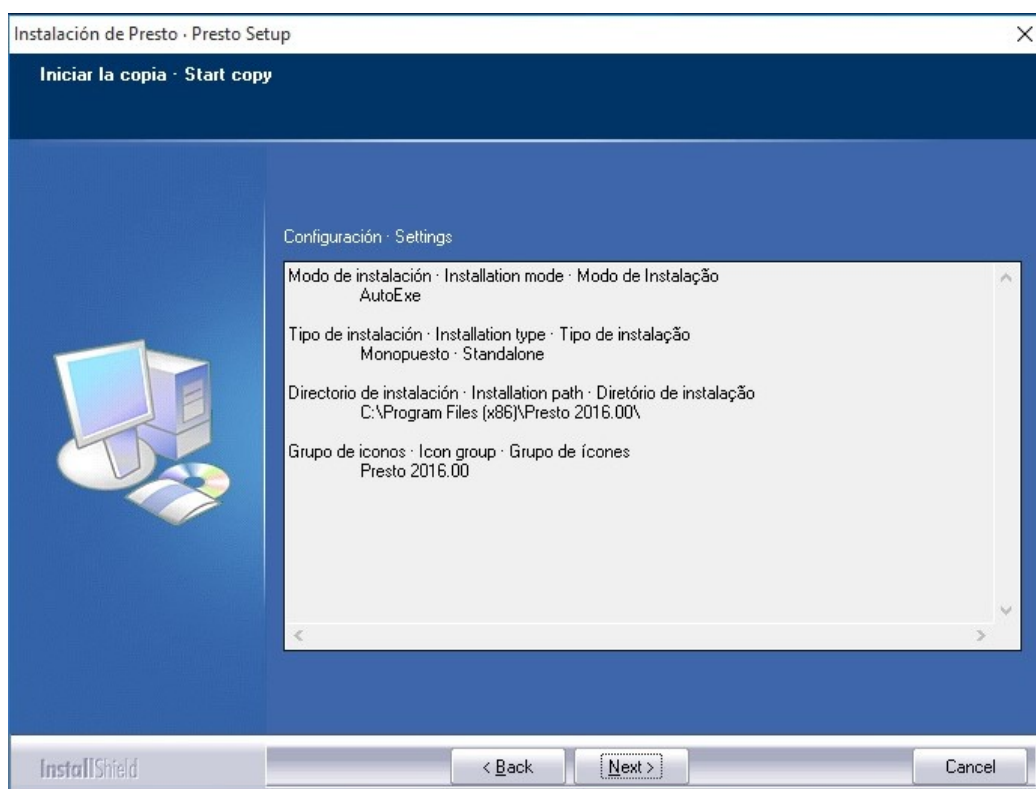 Instalación de Presto · Presto Setup
Iniciar la copia · Start copy
Configuración · Settings
Modo de instalación · Installation mode · Modo de Instalação
AutoExe
Tipo de instalación · Installation type · Tipo de instalação
Monopuesto · Standalone
Directorio de instalación · Installation path · Diretório de instalação
C:\Program Files (x86)\Presto 2016.00\
Grupo de iconos · Icon group · Grupo de ícones
Presto 2016.00
InstallShield
< Back
Next >
Cancel